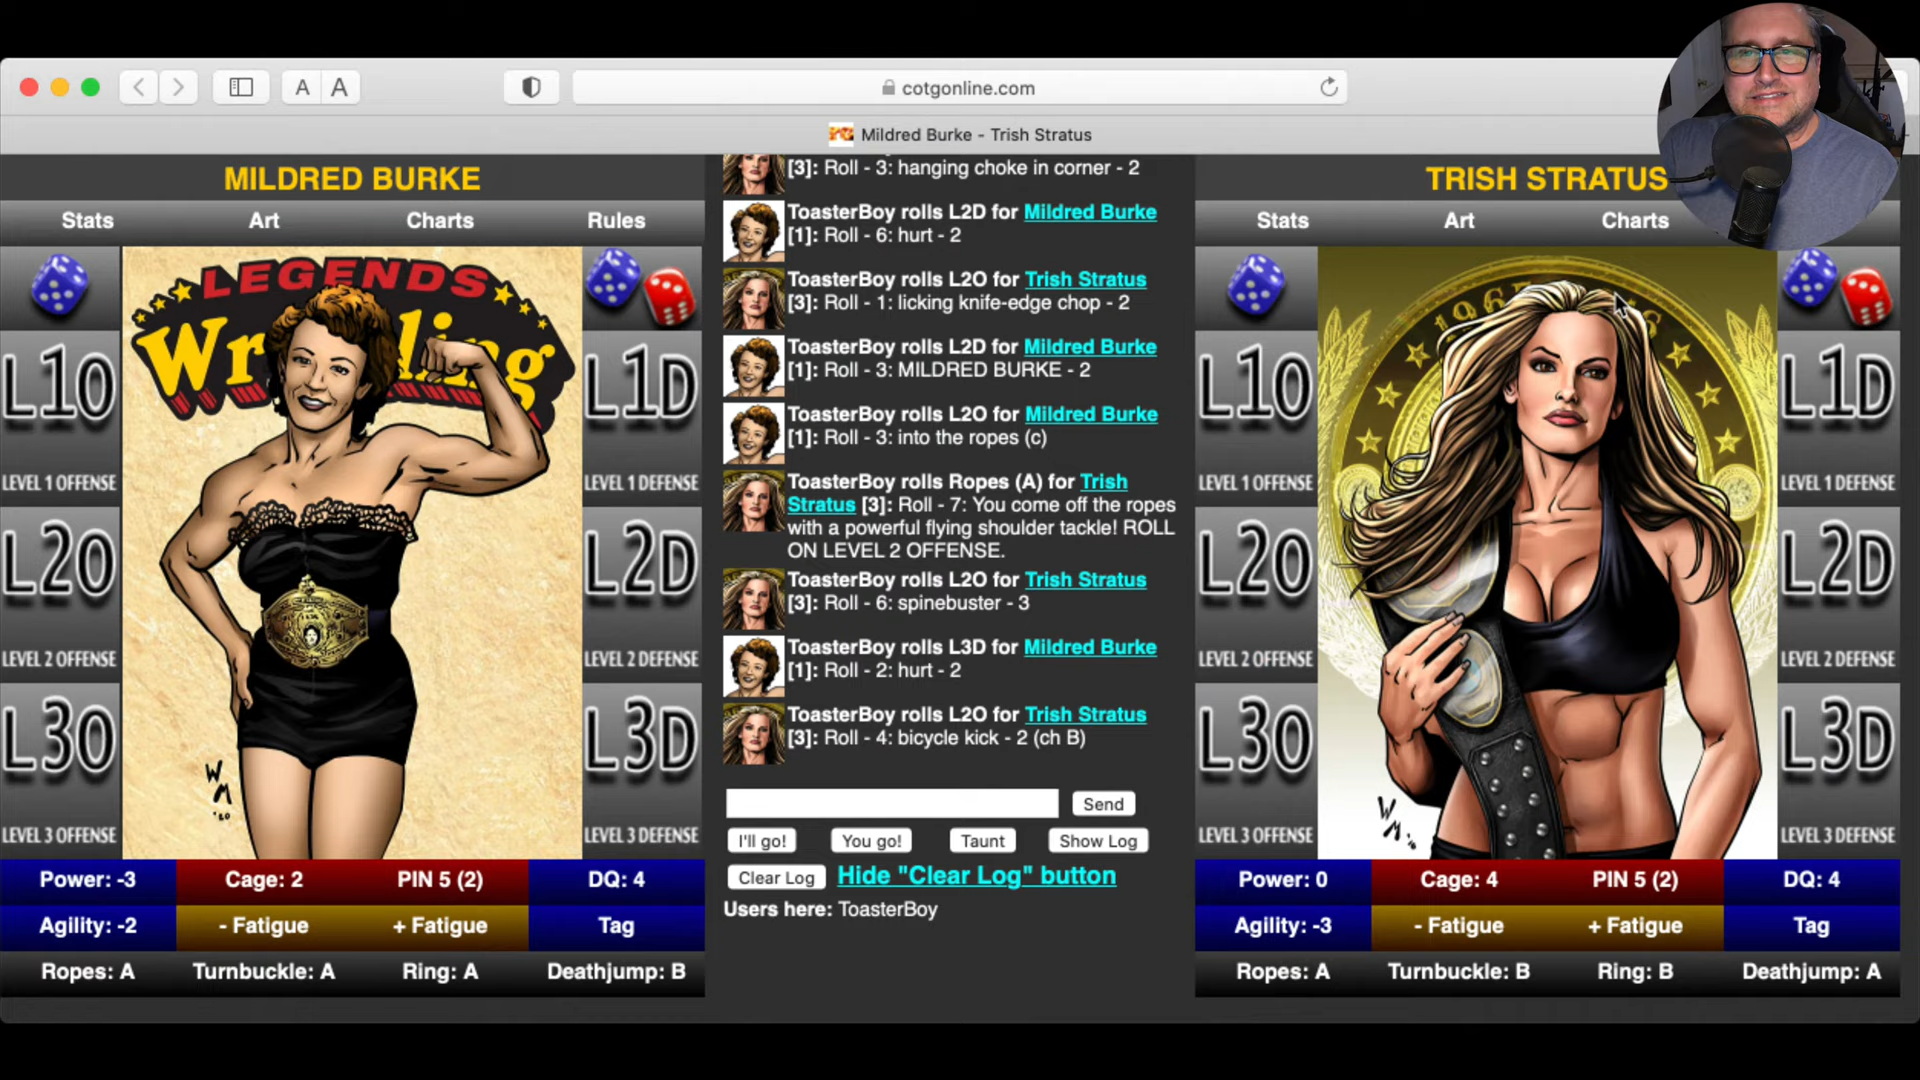 A A
cotgonline.com
Mildred Burke - Trish Stratus
MILDRED BURKE
Stats Art Charts Rules
LEGENDS
L1O
LEVEL 1 OFFENSE
L2O
LEVEL 2 OFFENSE
L3O
LEVEL 3 OFFENSE
L1D
LEVEL 1 DEFENSE
L2D
LEVEL 2 DEFENSE
L3D
LEVEL 3 DEFENSE
WM
'20
Power: -3 Cage: 2 PIN 5 (2) DQ: 4
Agility: -2 - Fatigue + Fatigue Tag
Ropes: A Turnbuckle: A Ring: A Deathjump: B
[3]: Roll - 3: hanging choke in corner - 2
ToasterBoy rolls L2D for Mildred Burke
[1]: Roll - 6: hurt - 2
ToasterBoy rolls L2O for Trish Stratus
[3]: Roll - 1: licking knife-edge chop - 2
ToasterBoy rolls L2D for Mildred Burke
[1]: Roll - 3: MILDRED BURKE - 2
ToasterBoy rolls L2O for Mildred Burke
[1]: Roll - 3: into the ropes (c)
ToasterBoy rolls Ropes (A) for Trish
Stratus [3]: Roll - 7: You come off the ropes
with a powerful flying shoulder tackle! ROLL
ON LEVEL 2 OFFENSE.
ToasterBoy rolls L2O for Trish Stratus
[3]: Roll - 6: spinebuster - 3
ToasterBoy rolls L3D for Mildred Burke
[1]: Roll - 2: hurt - 2
ToasterBoy rolls L2O for Trish Stratus
[3]: Roll - 4: bicycle kick - 2 (ch B)
Send
I'll go! You go! Taunt Show Log
Clear Log Hide "Clear Log" button
Users here: ToasterBoy
TRISH STRATUS
Stats Art Charts
L1O
LEVEL 1 OFFENSE
L2O
LEVEL 2 OFFENSE
L3O
LEVEL 3 OFFENSE
L1D
LEVEL 1 DEFENSE
L2D
LEVEL 2 DEFENSE
L3D
LEVEL 3 DEFENSE
WM
Power: 0 Cage: 4 PIN 5 (2) DQ: 4
Agility: -3 - Fatigue + Fatigue Tag
Ropes: A Turnbuckle: B Ring: B Deathjump: A